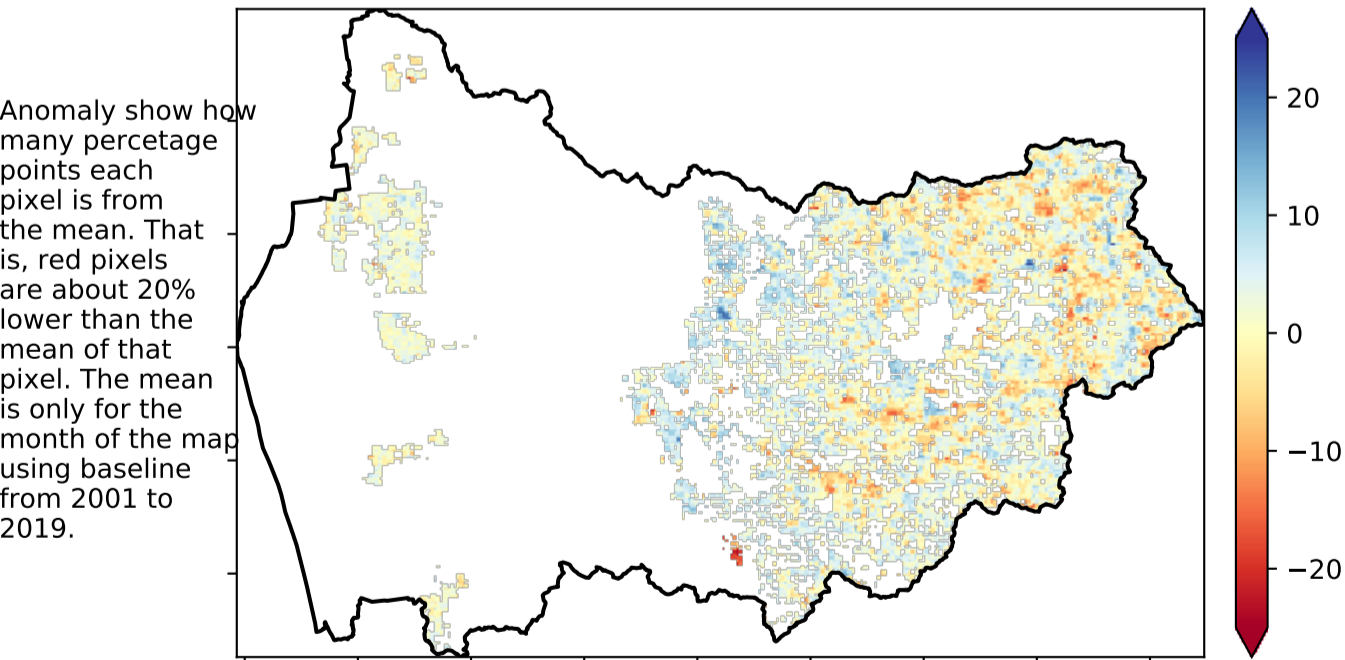 Anomaly show how
many percetage
points each
pixel is from
the mean. That
is, red pixels
are about 20%
lower than the
mean of that
pixel. The mean
is only for the
month of the map
using baseline
from 2001 to
2019.
20
10
0
−10
−20